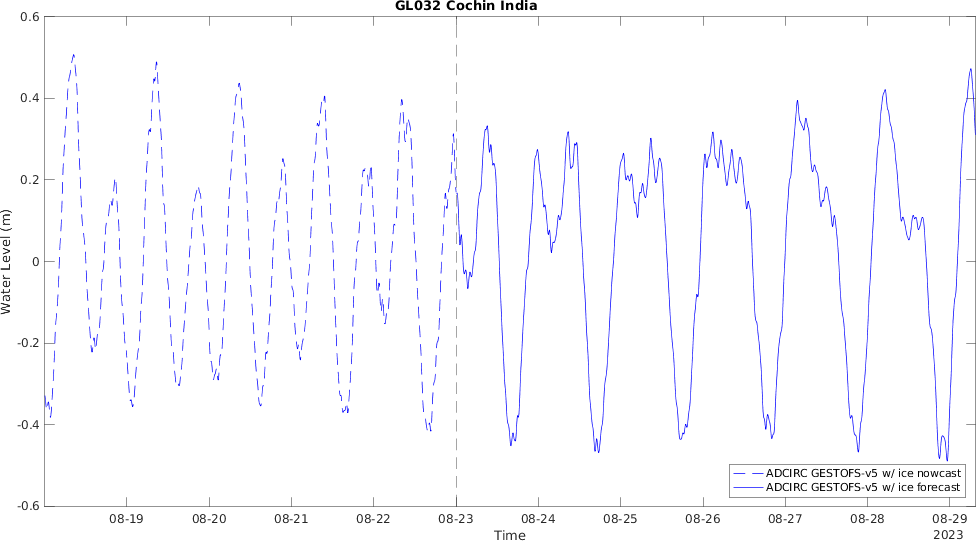 GL032 Cochin India
Water Level (m)
0.6
0.4
0.2
0
-0.2
-0.4
-0.6
ADCIRC GESTOFS-v5 w/ ice nowcast
ADCIRC GESTOFS-v5 w/ ice forecast
08-19 08-20 08-21 08-22 08-23 08-24 08-25 08-26 08-27 08-28 08-29
Time 2023